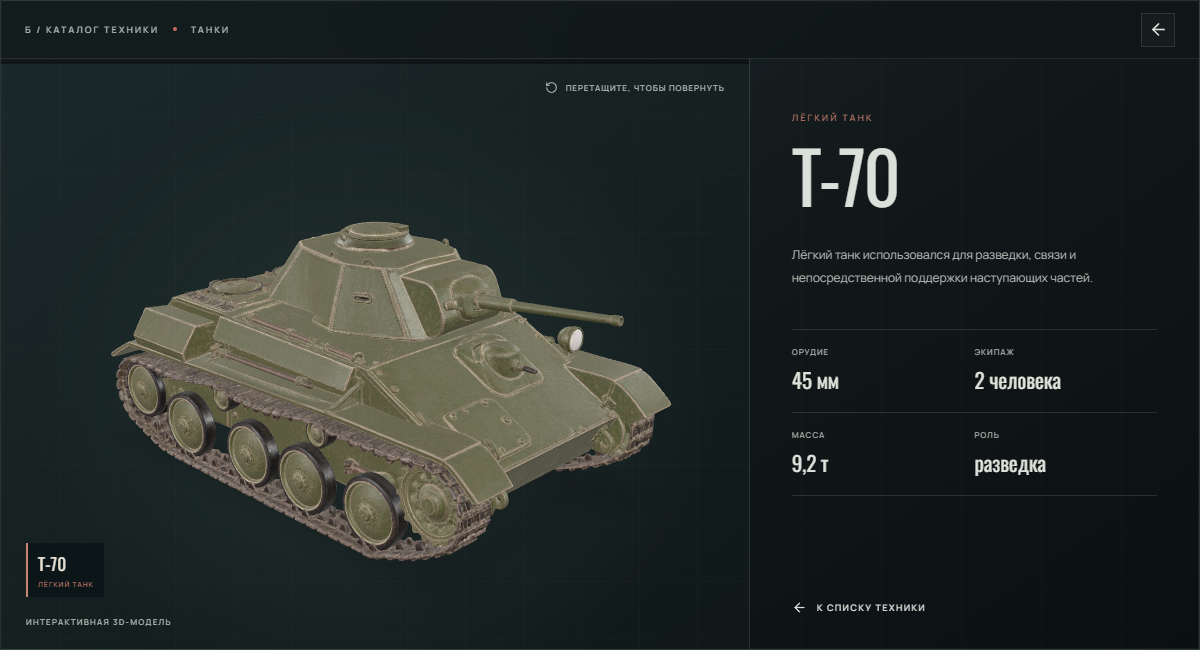 Б / КАТАЛОГ ТЕХНИКИ • ТАНКИ
ПЕРЕТАЩИТЕ, ЧТОБЫ ПОВЕРНУТЬ
ЛЁГКИЙ ТАНК
Т-70
Лёгкий танк использовался для разведки, связи и
непосредственной поддержки наступающих частей.
ОРУДИЕ
45 мм
ЭКИПАЖ
2 человека
МАССА
9,2 т
РОЛЬ
разведка
Т-70
ЛЁГКИЙ ТАНК
ИНТЕРАКТИВНАЯ 3D-МОДЕЛЬ
К СПИСКУ ТЕХНИКИ